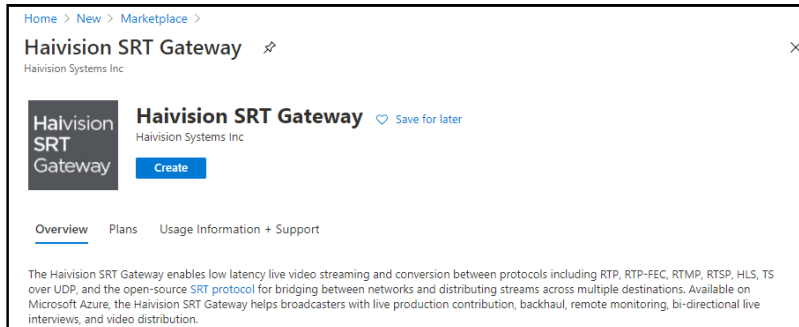 Home > New > Marketplace >
Haivision SRT Gateway
Haivision Systems Inc
Haivision
SRT
Gateway
Haivision SRT Gateway
Save for later
Haivision Systems Inc
Create
Overview Plans Usage Information + Support
The Haivision SRT Gateway enables low latency live video streaming and conversion between protocols including RTP, RTP-FEC, RTMP, RTSP, HLS, TS
over UDP, and the open-source SRT protocol for bridging between networks and distributing streams across multiple destinations. Available on
Microsoft Azure, the Haivision SRT Gateway helps broadcasters with live production contribution, backhaul, remote monitoring, bi-directional live
interviews, and video distribution.